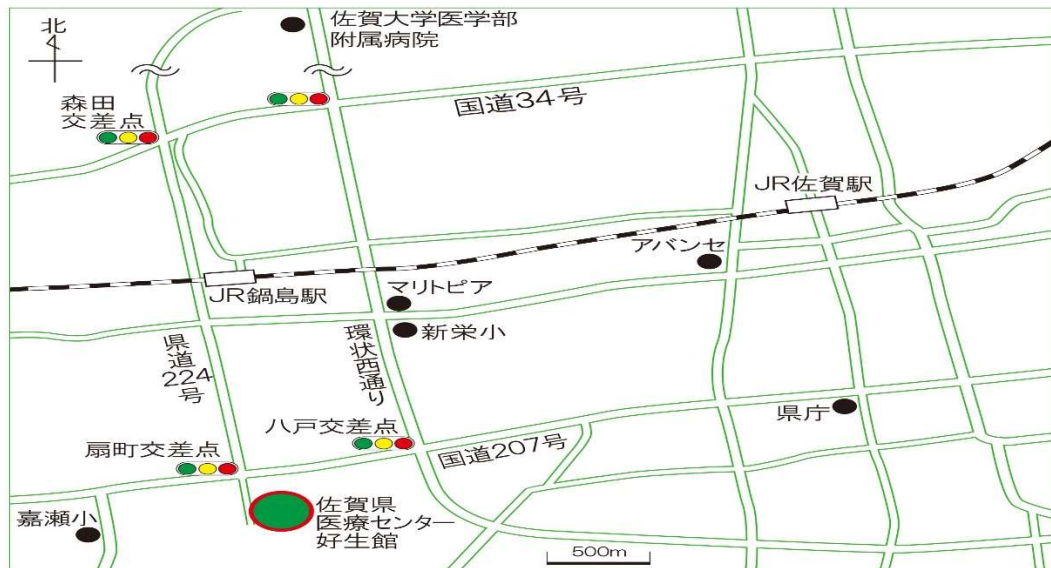 北
佐賀大学医学部
附属病院
森田
交差点
国道34号
JR佐賀駅
アバンセ
JR鍋島駅
マリトピア
新栄小
県道224号
環状西通り
県庁
八戸交差点
国道207号
扇町交差点
嘉瀬小
佐賀県
医療センター
好生館
500m